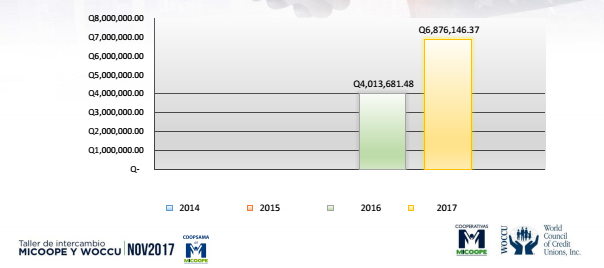 Q8,000,000.00
Q7,000,000.00
Q6,000,000.00
Q5,000,000.00
Q4,000,000.00
Q3,000,000.00
Q2,000,000.00
Q1,000,000.00
Q-
Q6,876,146.37
Q4,013,681.48
2014 2015 2016 2017
Taller de intercambio
MICOOPE Y WOCCU NOV2017
COOPSAMA
MICOOPE
COOPERATIVAS
MICOOPE
WOCCU
World
Council
of Credit
Unions, Inc.